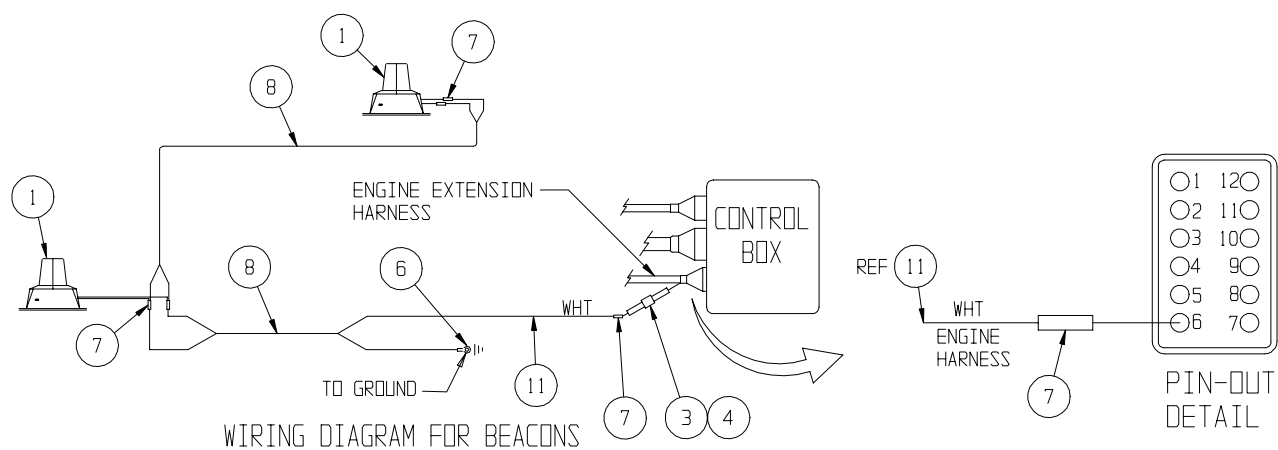 1
7
8
1
ENGINE EXTENSION
HARNESS
CONTROL
BOX
8
6
WHT
7
TO GROUND
11
7
3
4
WIRING DIAGRAM FOR BEACONS
REF 11
WHT
ENGINE
HARNESS
7
1 12
2 11
3 10
4 9
5 8
6 7
PIN-OUT
DETAIL